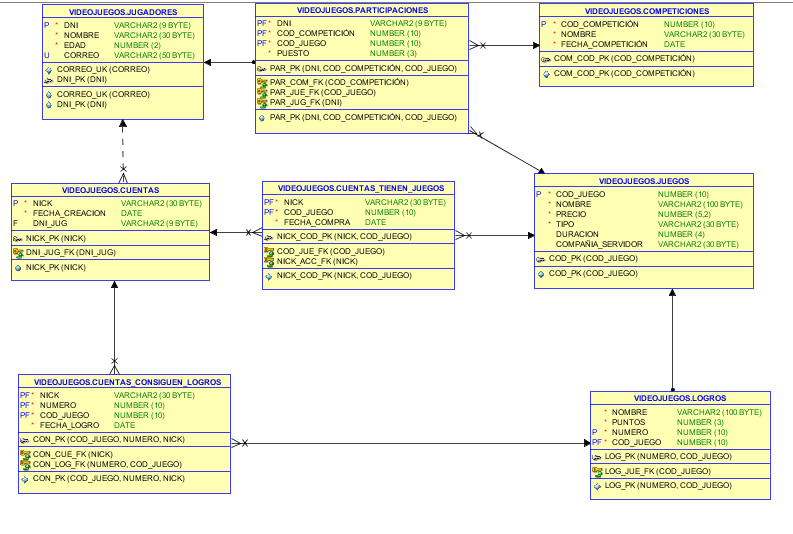 VIDEOJUEGOS.JUGADORES
P * DNI VARCHAR2 (9 BYTE)
* NOMBRE VARCHAR2 (30 BYTE)
* EDAD NUMBER (2)
U CORREO VARCHAR2 (50 BYTE)
CORREO_UK (CORREO)
DNI_PK (DNI)
CORREO_UK (CORREO)
DNI_PK (DNI)
VIDEOJUEGOS.PARTICIPACIONES
PF* DNI VARCHAR2 (9 BYTE)
PF* COD_COMPETICIÓN NUMBER (10)
PF* COD_JUEGO NUMBER (10)
* PUESTO NUMBER (3)
PAR_PK (DNI, COD_COMPETICIÓN, COD_JUEGO)
PAR_COM_FK (COD_COMPETICIÓN)
PAR_JUE_FK (COD_JUEGO)
PAR_JUG_FK (DNI)
PAR_PK (DNI, COD_COMPETICIÓN, COD_JUEGO)
VIDEOJUEGOS.COMPETICIONES
P * COD_COMPETICIÓN NUMBER (10)
* NOMBRE VARCHAR2 (30 BYTE)
* FECHA_COMPETICIÓN DATE
COM_COD_PK (COD_COMPETICIÓN)
COM_COD_PK (COD_COMPETICIÓN)
VIDEOJUEGOS.CUENTAS
P * NICK VARCHAR2 (30 BYTE)
* FECHA_CREACION DATE
F DNI_JUG VARCHAR2 (9 BYTE)
NICK_PK (NICK)
DNI_JUG_FK (DNI_JUG)
NICK_PK (NICK)
VIDEOJUEGOS.CUENTAS_TIENEN_JUEGOS
PF* NICK VARCHAR2 (30 BYTE)
PF* COD_JUEGO NUMBER (10)
* FECHA_COMPRA DATE
NICK_COD_PK (NICK, COD_JUEGO)
COD_JUE_FK (COD_JUEGO)
NICK_ACC_FK (NICK)
NICK_COD_PK (NICK, COD_JUEGO)
VIDEOJUEGOS.JUEGOS
P * COD_JUEGO NUMBER (10)
* NOMBRE VARCHAR2 (100 BYTE)
* PRECIO NUMBER (5,2)
* TIPO VARCHAR2 (30 BYTE)
DURACION NUMBER (4)
COMPAÑIA_SERVIDOR VARCHAR2 (30 BYTE)
COD_PK (COD_JUEGO)
COD_PK (COD_JUEGO)
VIDEOJUEGOS.CUENTAS_CONSIGUEN_LOGROS
PF* NICK VARCHAR2 (30 BYTE)
PF* NUMERO NUMBER (10)
PF* COD_JUEGO NUMBER (10)
* FECHA_LOGRO DATE
CON_PK (COD_JUEGO, NUMERO, NICK)
CON_CUE_FK (NICK)
CON_LOG_FK (NUMERO, COD_JUEGO)
CON_PK (COD_JUEGO, NUMERO, NICK)
VIDEOJUEGOS.LOGROS
* NOMBRE VARCHAR2 (100 BYTE)
* PUNTOS NUMBER (3)
P * NUMERO NUMBER (10)
PF* COD_JUEGO NUMBER (10)
LOG_PK (NUMERO, COD_JUEGO)
LOG_JUE_FK (COD_JUEGO)
LOG_PK (NUMERO, COD_JUEGO)